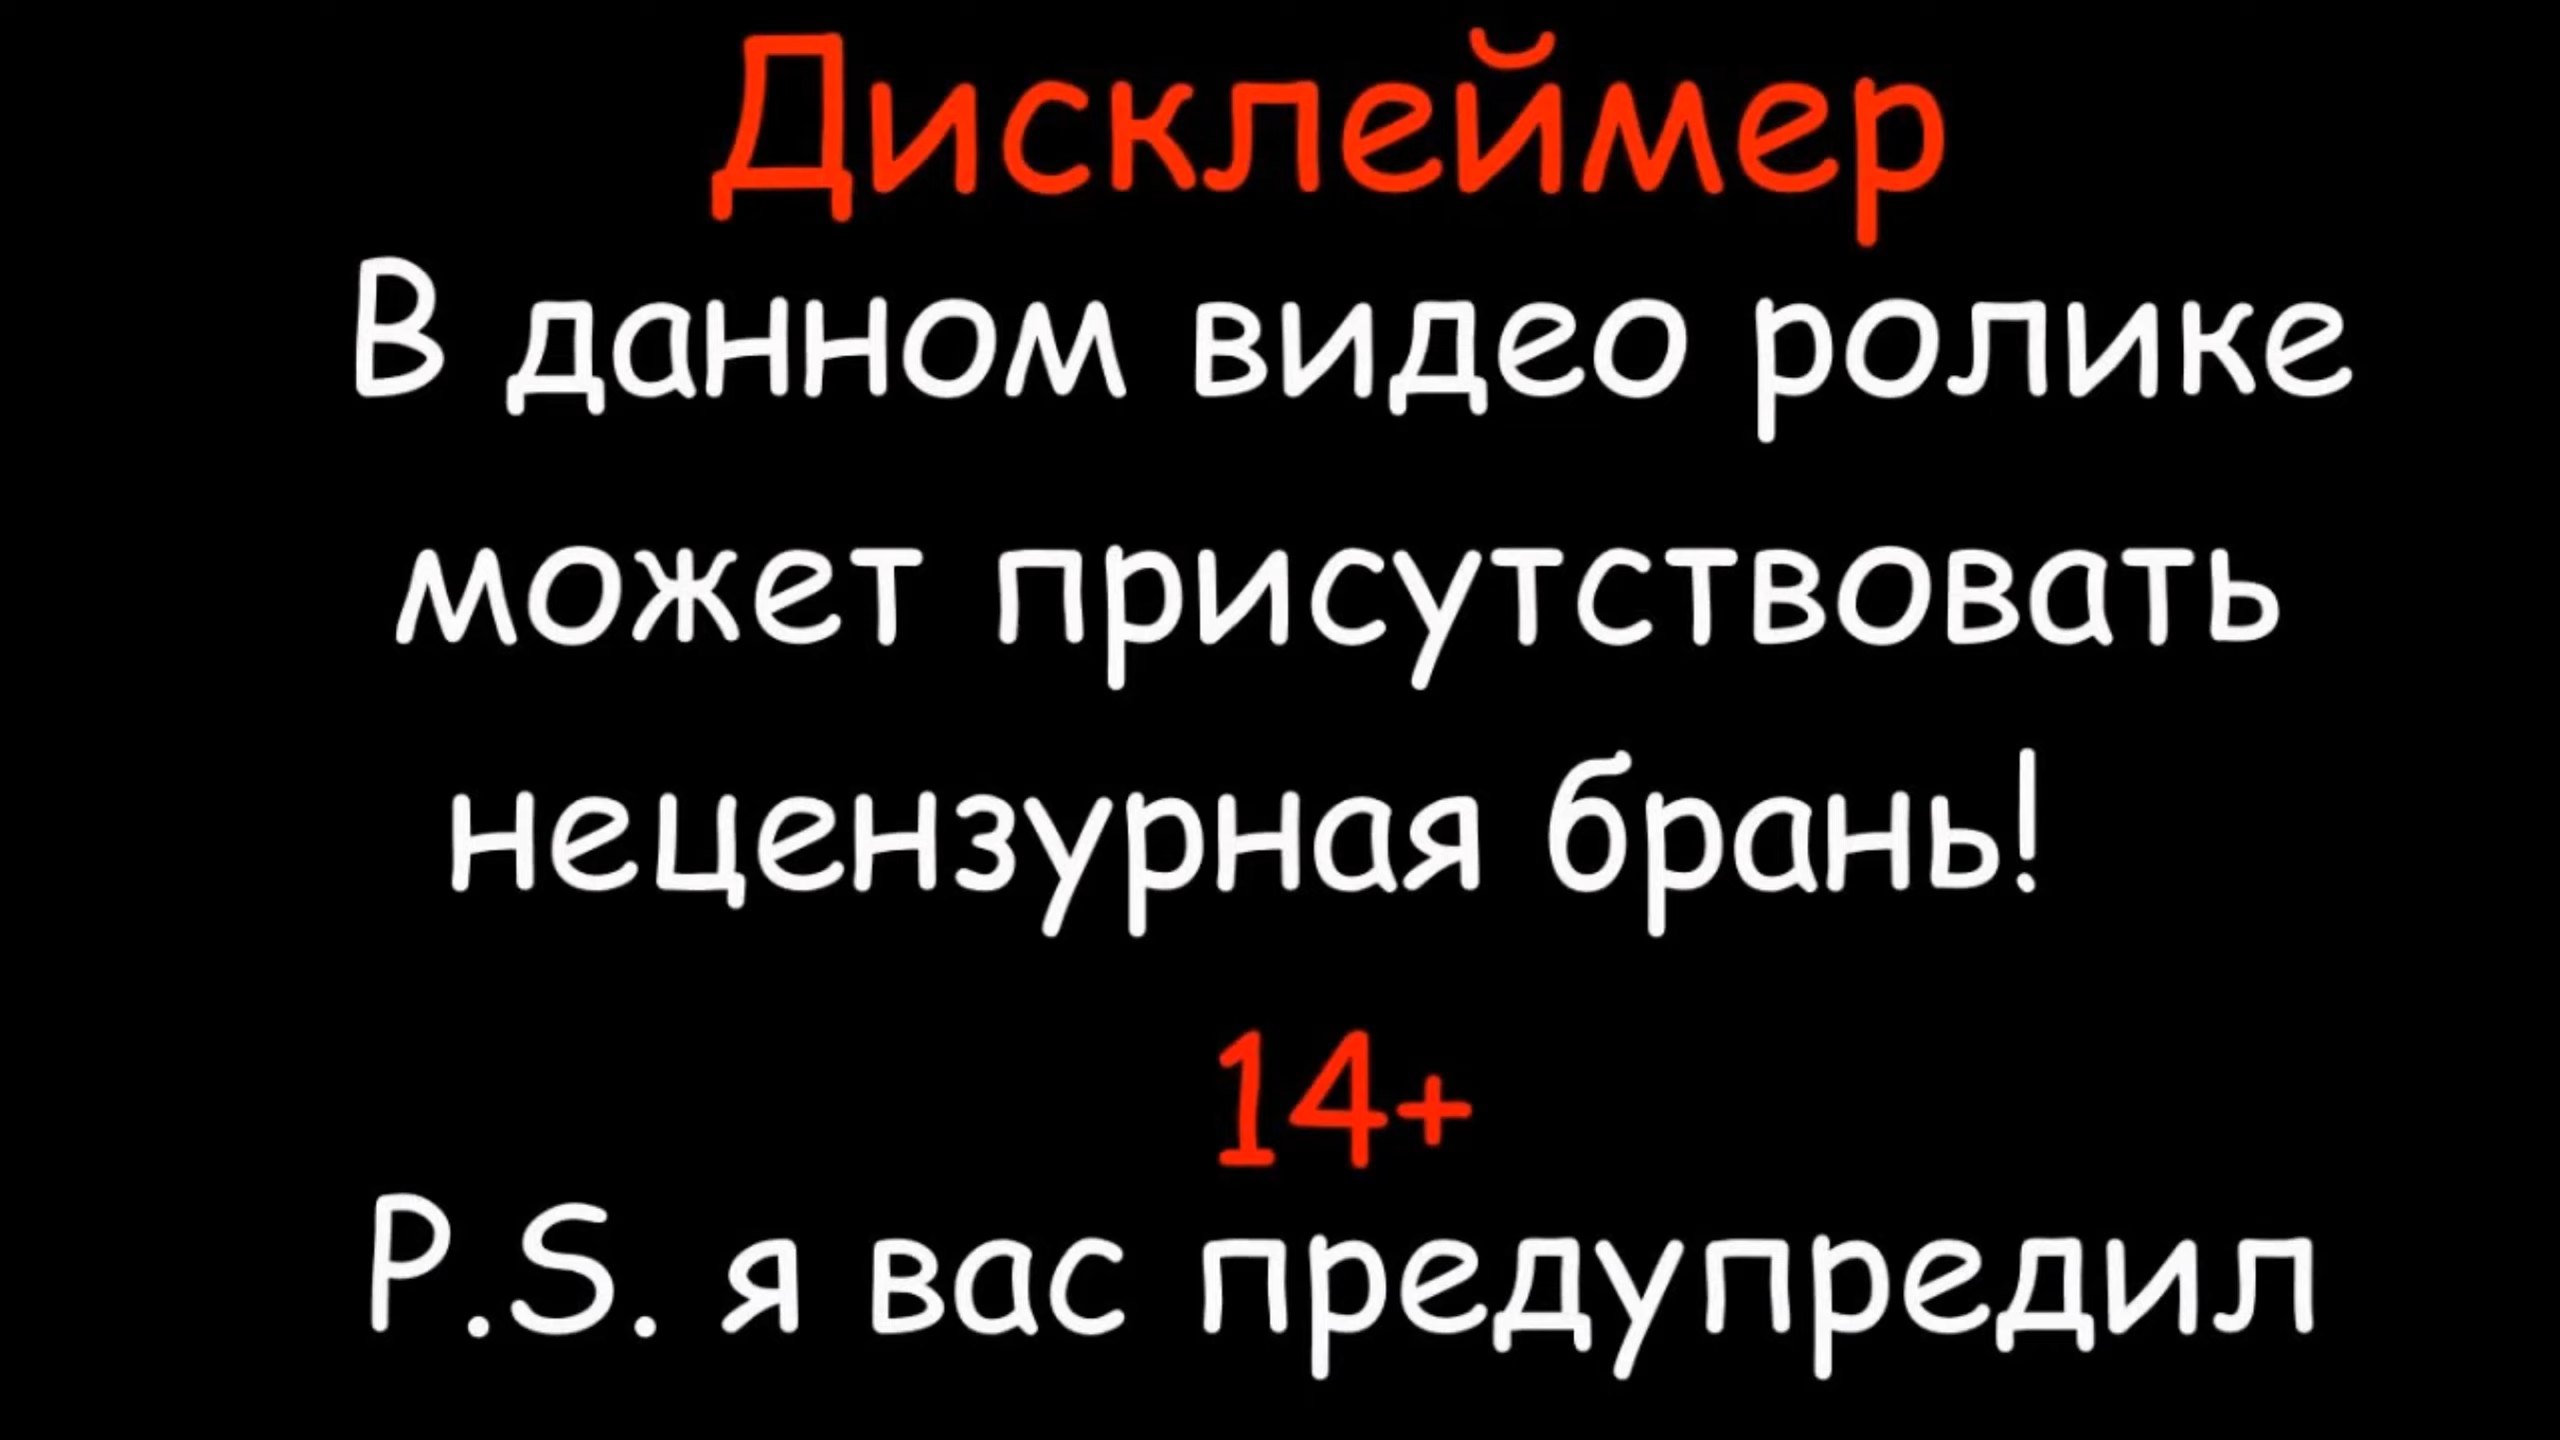 Дисклеймер
В данном видео ролике
может присутствовать
нецензурная брань!
14+
P.S. я вас предупредил